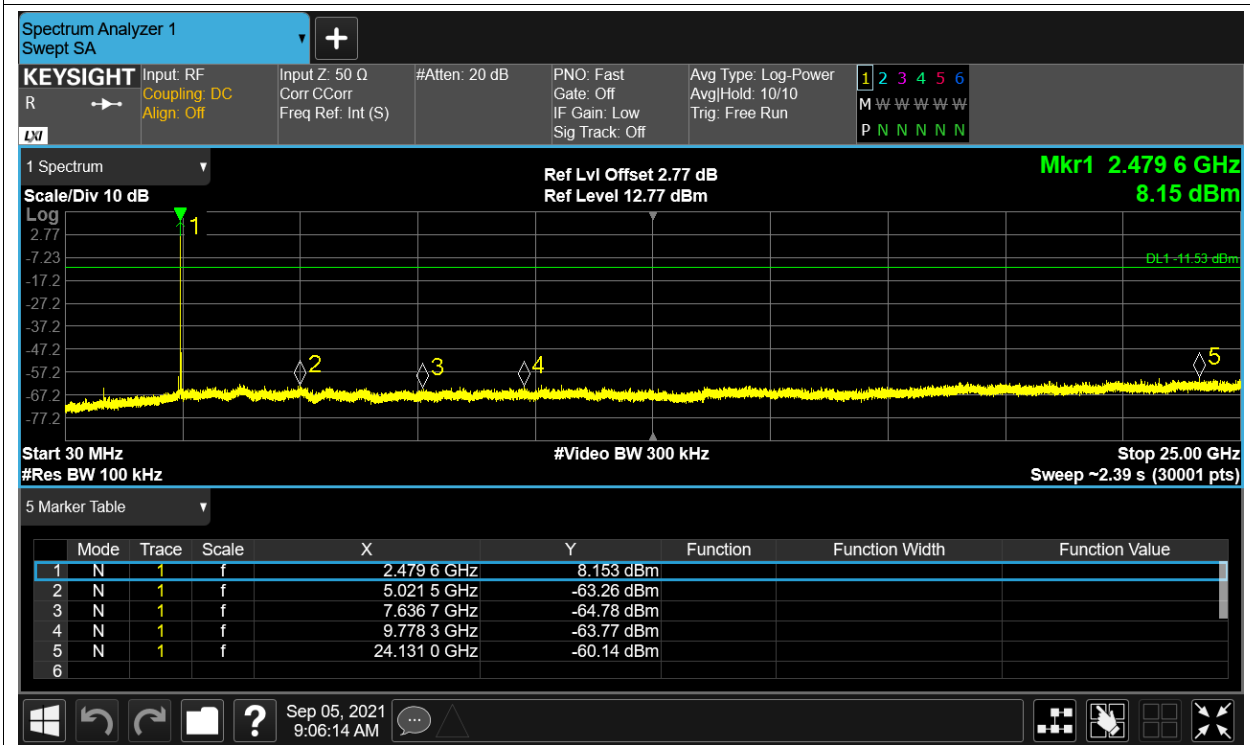 Spectrum Analyzer 1
Swept SA
KEYSIGHT Input: RF Input Z: 50 Ω #Atten: 20 dB PNO: Fast Avg Type: Log-Power 1 2 3 4 5 6
R Coupling: DC Corr CCorr Gate: Off Avg|Hold: 10/10 M W W W W W W
Align: Off Freq Ref: Int (S) IF Gain: Low Trig: Free Run
LXI Sig Track: Off P N N N N N N
1 Spectrum Ref Lvl Offset 2.77 dB Mkr1 2.479 6 GHz
Scale/Div 10 dB Ref Level 12.77 dBm 8.15 dBm
Log
1
2.77
-7.23
DL1 -11.53 dBm
-17.2
-27.2
-37.2
-47.2
2 3 4 5
-57.2
-67.2
-77.2
Start 30 MHz #Video BW 300 kHz Stop 25.00 GHz
#Res BW 100 kHz Sweep ~2.39 s (30001 pts)
5 Marker Table
Mode Trace Scale X Y Function Function Width Function Value
1 N 1 f 2.479 6 GHz 8.153 dBm
2 N 1 f 5.021 5 GHz -63.26 dBm
3 N 1 f 7.636 7 GHz -64.78 dBm
4 N 1 f 9.778 3 GHz -63.77 dBm
5 N 1 f 24.131 0 GHz -60.14 dBm
6
? Sep 05, 2021
9:06:14 AM